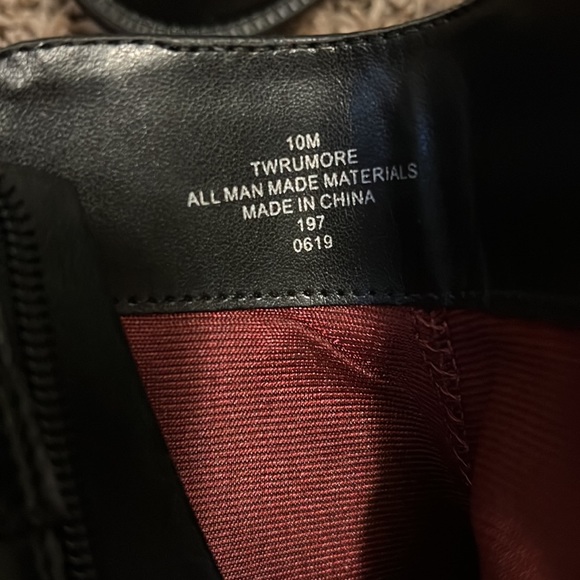 10M
TWRUMORE
ALL MAN MADE MATERIALS
MADE IN CHINA
197
0619